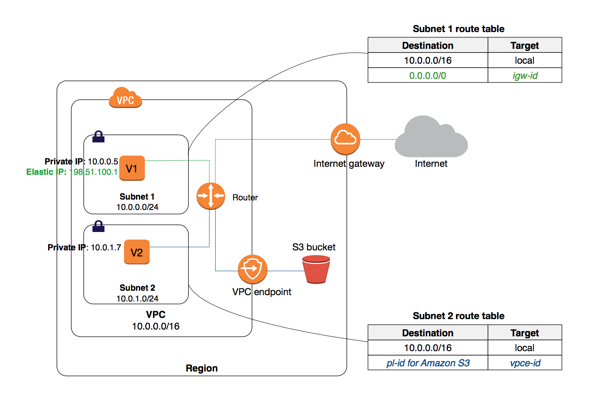 Subnet 1 route table
Destination Target
10.0.0.0/16 local
0.0.0.0/0 igw-id
VPC
Private IP: 10.0.0.5
Elastic IP: 198.51.100.1
V1
Subnet 1
10.0.0.0/24
Internet gateway
Internet
Router
Private IP: 10.0.1.7
V2
Subnet 2
10.0.1.0/24
S3 bucket
VPC endpoint
VPC
10.0.0.0/16
Region
Subnet 2 route table
Destination Target
10.0.0.0/16 local
pl-id for Amazon S3 vpce-id